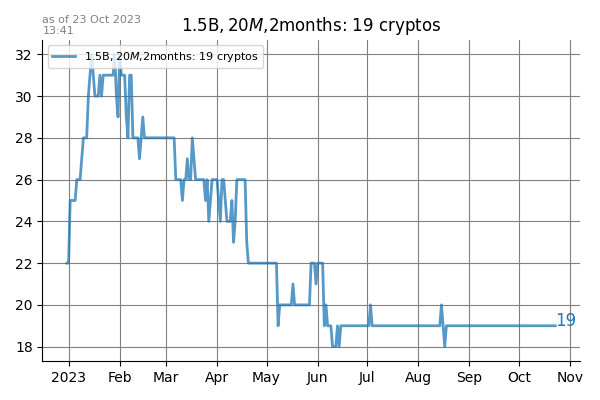 as of 23 Oct 2023
13:41
1.5B, 20M,2months: 19 cryptos
1.5B, 20M,2months: 19 cryptos
32
30
28
26
24
22
20
18
19
2023 Feb Mar Apr May Jun Jul Aug Sep Oct Nov